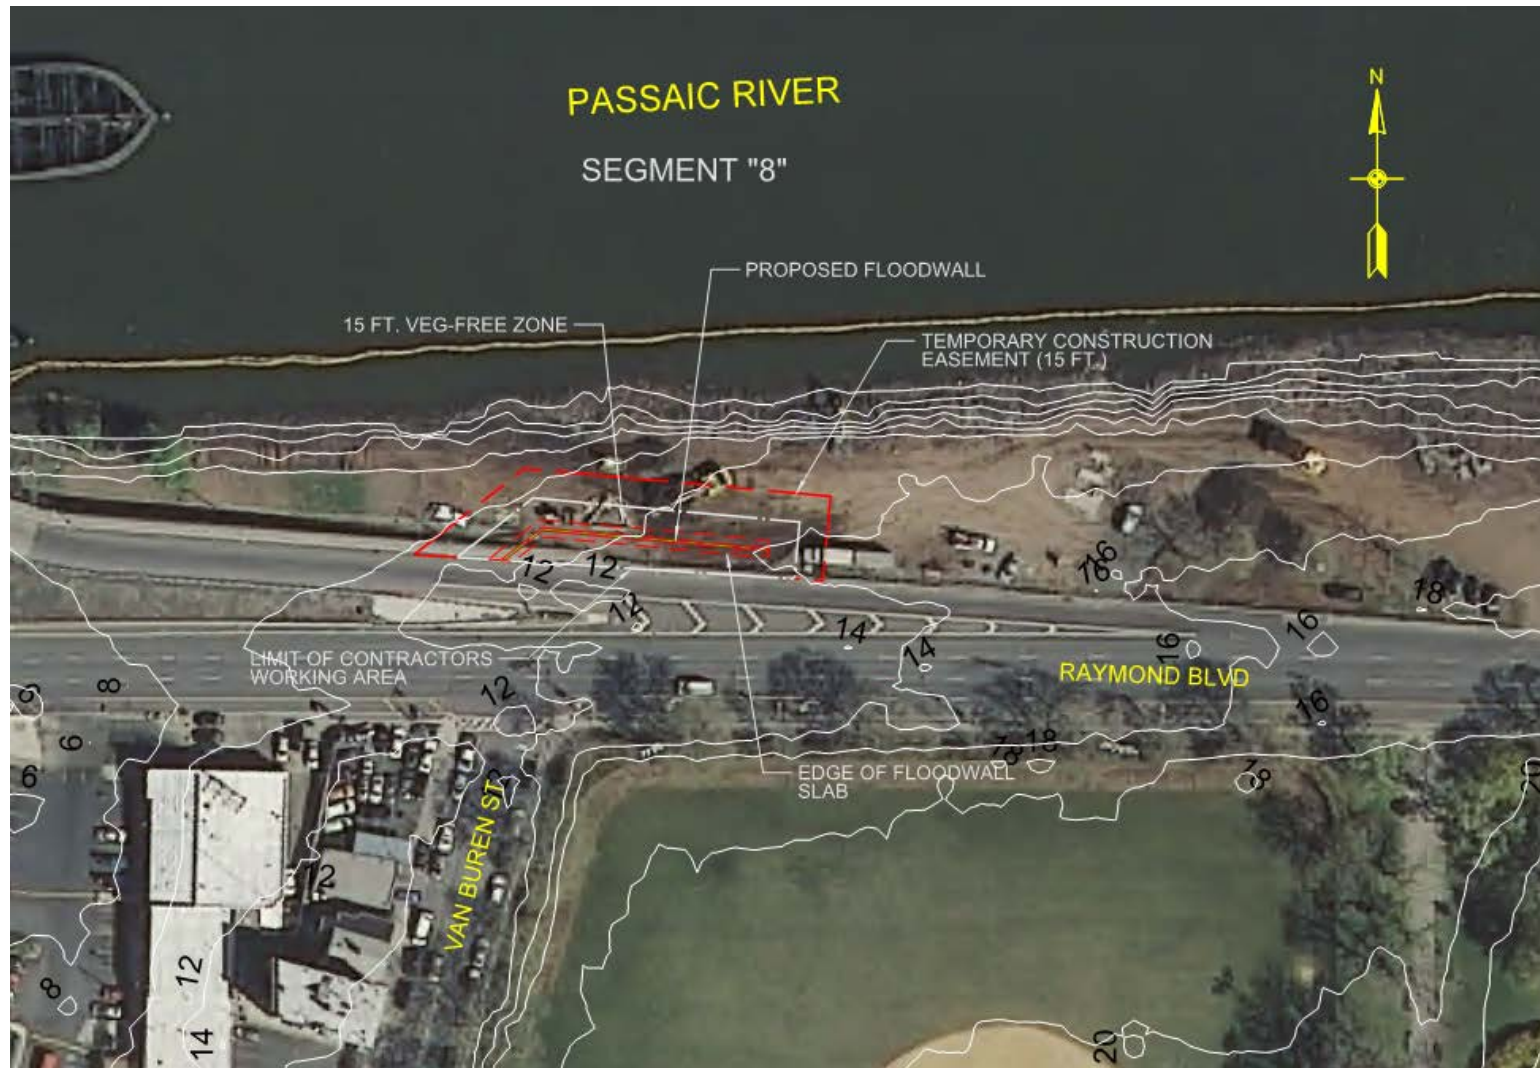 PASSAIC RIVER
SEGMENT "8"
N
PROPOSED FLOODWALL
15 FT. VEG-FREE ZONE
TEMPORARY CONSTRUCTION
EASEMENT (15 FT.)
12
12
12
16
16
18
14
14
16
16
LIMIT OF CONTRACTORS
WORKING AREA
RAYMOND BLVD
8
12
16
6
18
18
6
EDGE OF FLOODWALL
SLAB
18
20
VAN BUREN ST
12
12
8
14
20